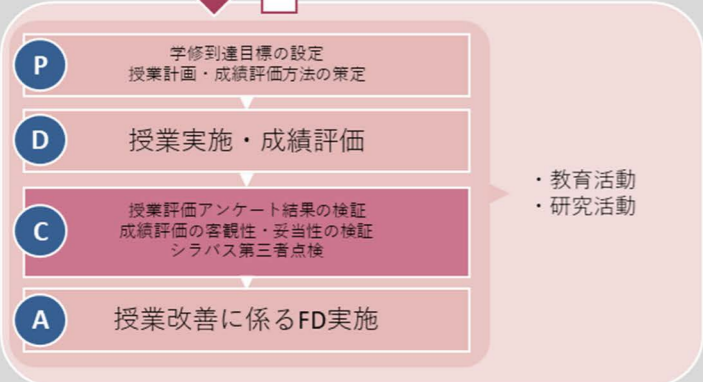 P
学修到達目標の設定
授業計画・成績評価方法の策定
D
授業実施・成績評価
C
授業評価アンケート結果の検証
成績評価の客観性・妥当性の検証
シラバス第三者点検
A
授業改善に係るFD実施
・教育活動
・研究活動